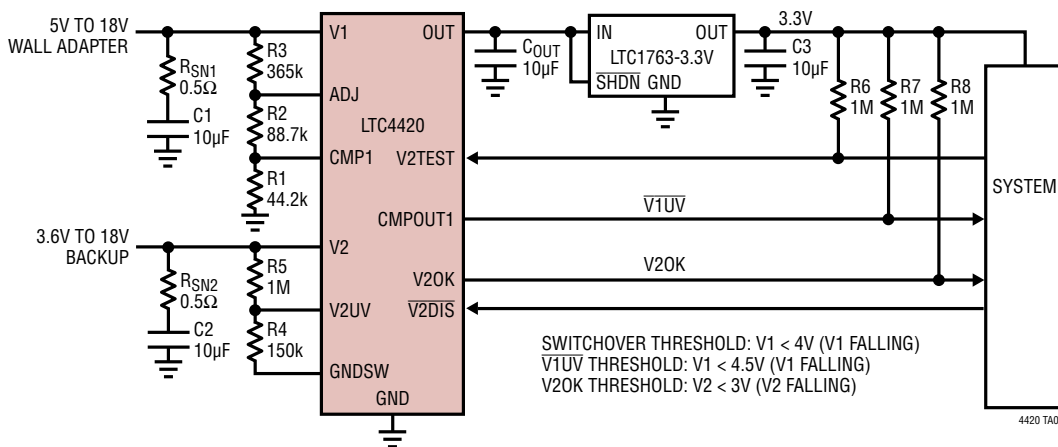 5V TO 18V
WALL ADAPTER
RSN1
0.5Ω
C1
10µF
R3
365k
R2
88.7k
R1
44.2k
3.6V TO 18V
BACKUP
RSN2
0.5Ω
C2
10µF
R5
1M
R4
150k
V1
OUT
ADJ
LTC4420
CMP1
V2TEST
CMPOUT1
V2
V2OK
V2UV
V2DIS
GNDSW
GND
COUT
10µF
IN
OUT
LTC1763-3.3V
SHDN GND
3.3V
C3
10µF
R6
1M
R7
1M
R8
1M
V1UV
V2OK
SYSTEM
SWITCHOVER THRESHOLD: V1 < 4V (V1 FALLING)
V1UV THRESHOLD: V1 < 4.5V (V1 FALLING)
V2OK THRESHOLD: V2 < 3V (V2 FALLING)
4420